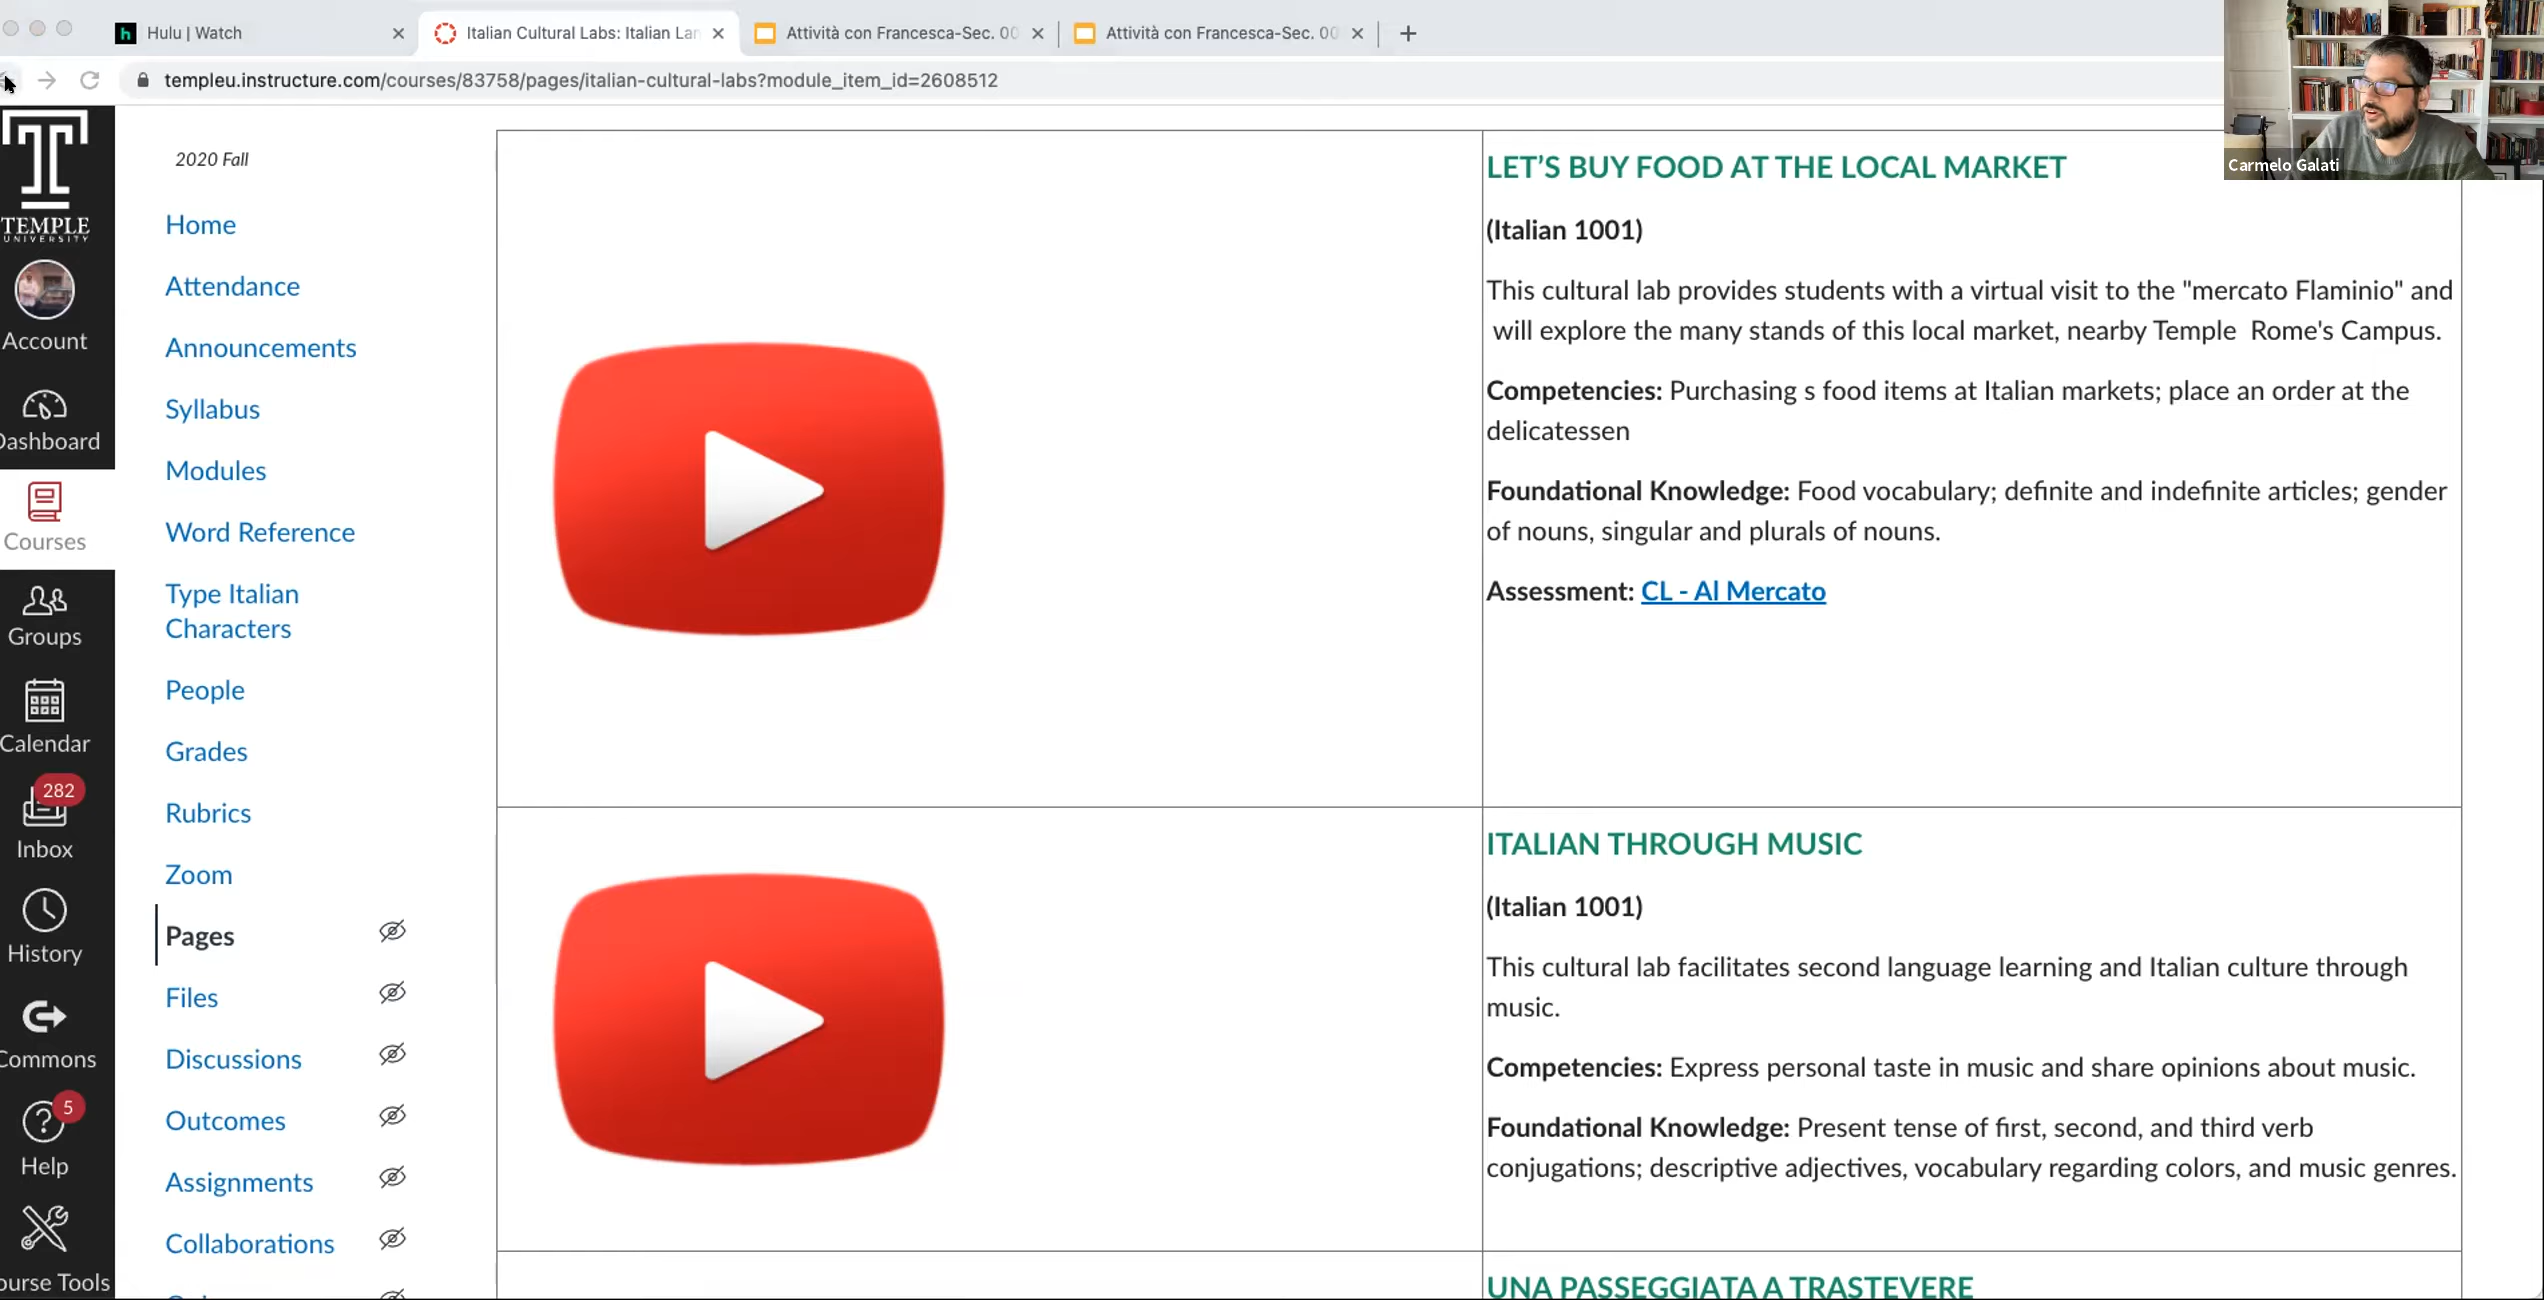 Hulu | Watch
Italian Cultural Labs: Italian Lan
Attività con Francesca-Sec. 00
Attività con Francesca-Sec. 00
templeu.instructure.com/courses/83758/pages/italian-cultural-labs?module_item_id=2608512
Carmelo Galati
TEMPLE
UNIVERSITY
Account
Dashboard
Courses
Groups
Calendar
282
Inbox
History
Commons
5
Help
ourse Tools
2020 Fall
Home
Attendance
Announcements
Syllabus
Modules
Word Reference
Type Italian
Characters
People
Grades
Rubrics
Zoom
Pages
Files
Discussions
Outcomes
Assignments
Collaborations
LET'S BUY FOOD AT THE LOCAL MARKET
(Italian 1001)
This cultural lab provides students with a virtual visit to the "mercato Flaminio" and
will explore the many stands of this local market, nearby Temple  Rome's Campus.
Competencies: Purchasing s food items at Italian markets; place an order at the
delicatessen
Foundational Knowledge: Food vocabulary; definite and indefinite articles; gender
of nouns, singular and plurals of nouns.
Assessment: CL - Al Mercato
ITALIAN THROUGH MUSIC
(Italian 1001)
This cultural lab facilitates second language learning and Italian culture through
music.
Competencies: Express personal taste in music and share opinions about music.
Foundational Knowledge: Present tense of first, second, and third verb
conjugations; descriptive adjectives, vocabulary regarding colors, and music genres.
UNA PASSEGGIATA A TRASTEVERE